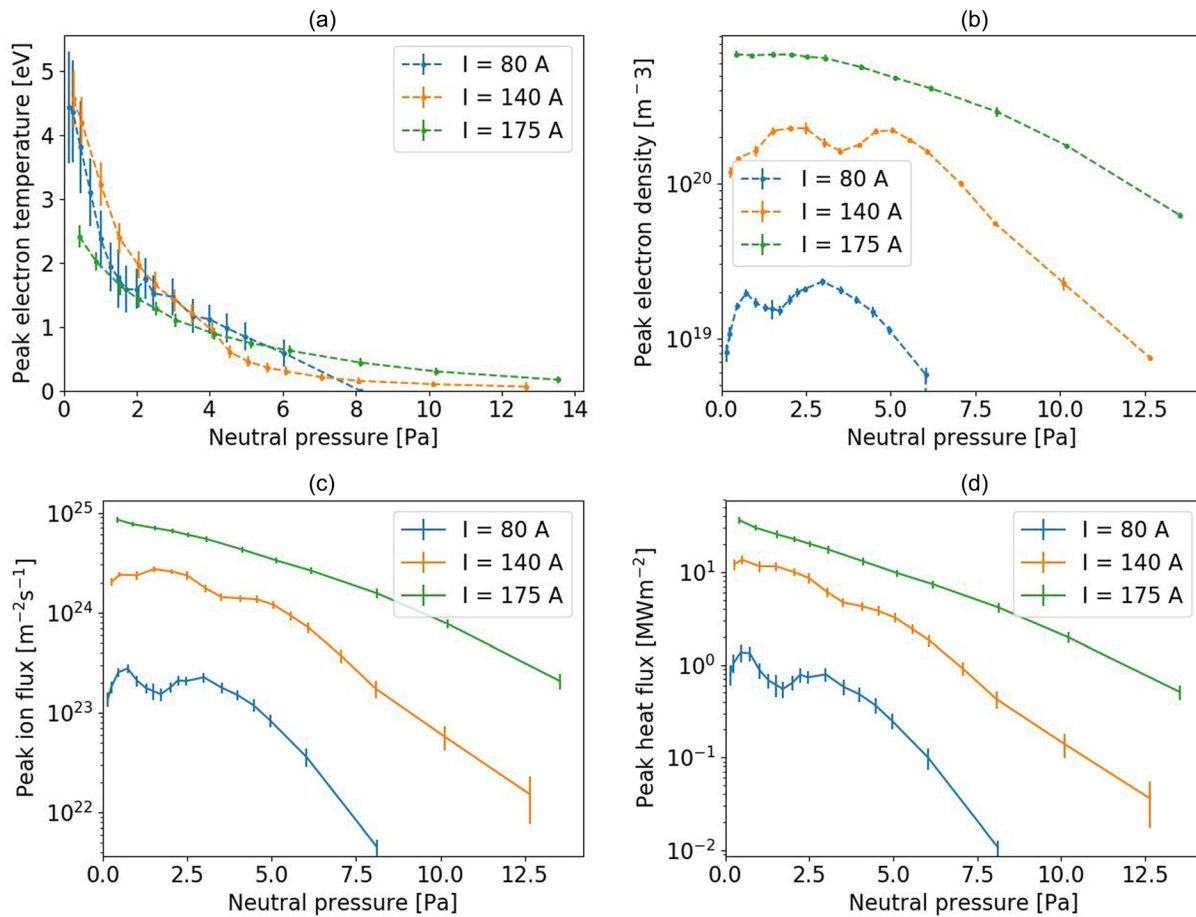 (a)
Peak electron temperature [eV]
5
4
3
2
1
0
I = 80 A
I = 140 A
I = 175 A
0 2 4 6 8 10 12 14
Neutral pressure [Pa]
(b)
Peak electron density [m⁻3]
10²⁰
10¹⁹
I = 80 A
I = 140 A
I = 175 A
0.0 2.5 5.0 7.5 10.0 12.5
Neutral pressure [Pa]
(c)
Peak ion flux [m⁻²s⁻¹]
10²⁵
10²⁴
10²³
10²²
I = 80 A
I = 140 A
I = 175 A
0.0 2.5 5.0 7.5 10.0 12.5
Neutral pressure [Pa]
(d)
Peak heat flux [MWm⁻²]
10¹
10⁰
10⁻¹
10⁻²
I = 80 A
I = 140 A
I = 175 A
0.0 2.5 5.0 7.5 10.0 12.5
Neutral pressure [Pa]